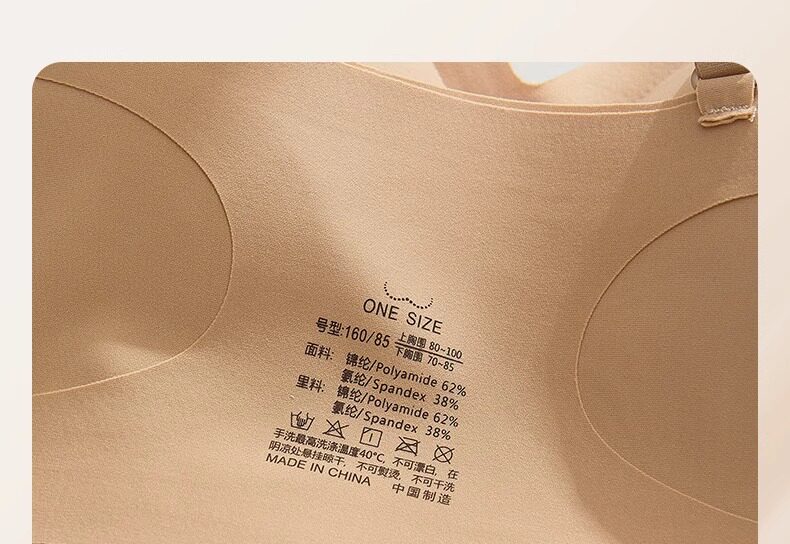 ONE SIZE
号型:160/85 上胸围 80~100
下胸围 70~85
面料: 锦纶/Polyamide 62%
氨纶/Spandex 38%
里料: 锦纶/Polyamide 62%
氨纶/Spandex 38%
手洗最高洗涤温度40℃, 不可漂白, 在
阴凉处悬挂晾干, 不可熨烫, 不可干洗
MADE IN CHINA 中国制造